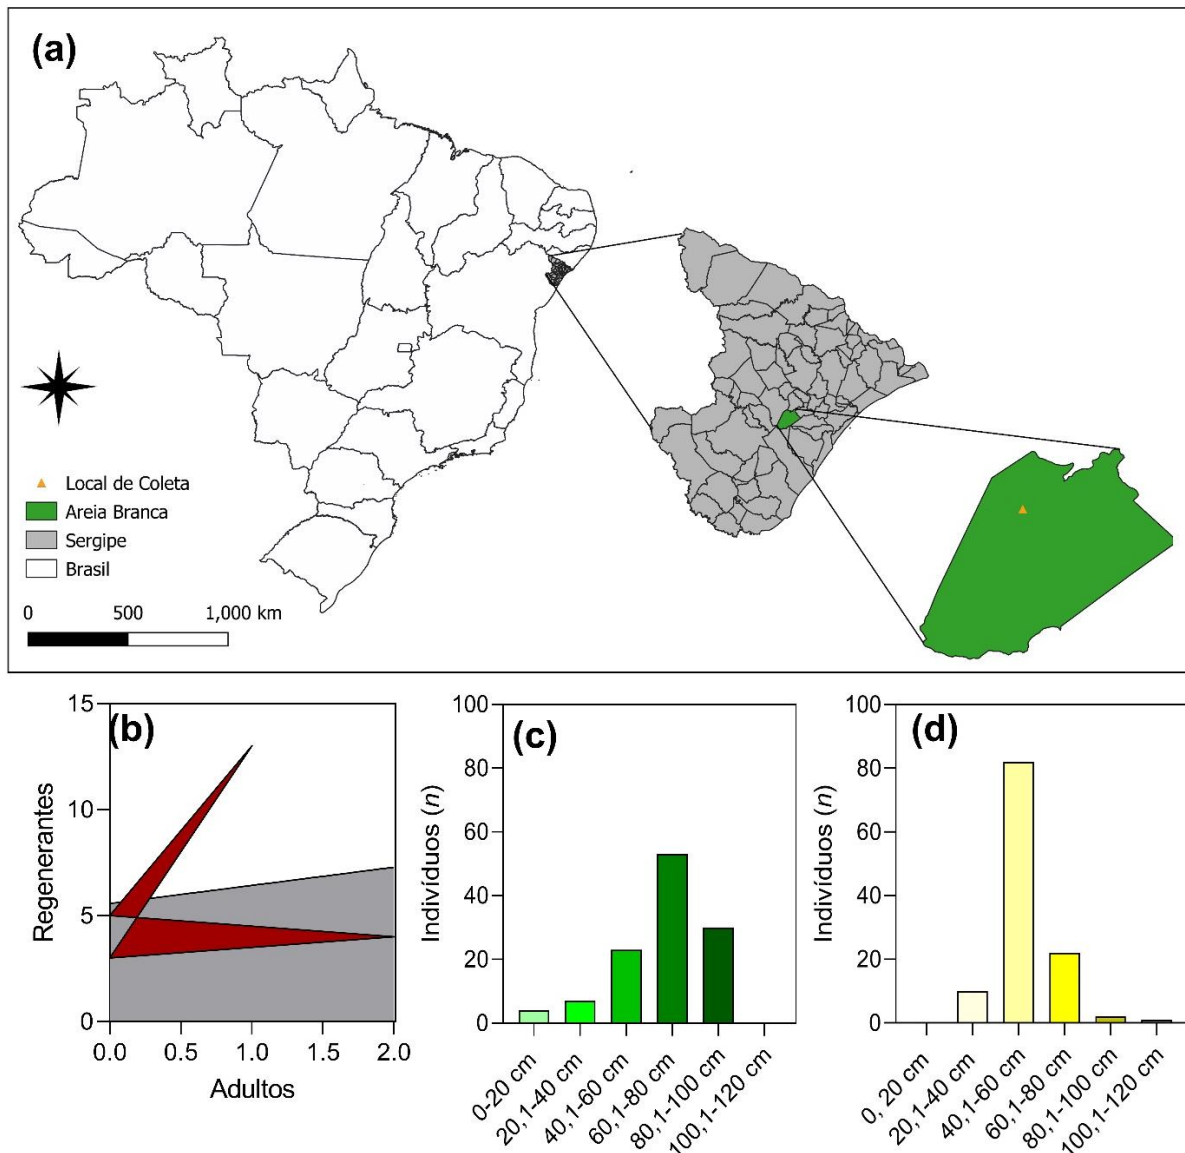 (a)
Local de Coleta
Areia Branca
Sergipe
Brasil
0 500 1,000 km
(b)
15
10
5
0
Regenerantes
0.0 0.5 1.0 1.5 2.0
Adultos
(c)
100
80
60
40
20
0
Indivíduos (n)
0-20 cm
20,1-40 cm
40,1-60 cm
60,1-80 cm
80,1-100 cm
100,1-120 cm
(d)
100
80
60
40
20
0
Indivíduos (n)
0, 20 cm
20,1-40 cm
40,1-60 cm
60,1-80 cm
80,1-100 cm
100,1-120 cm